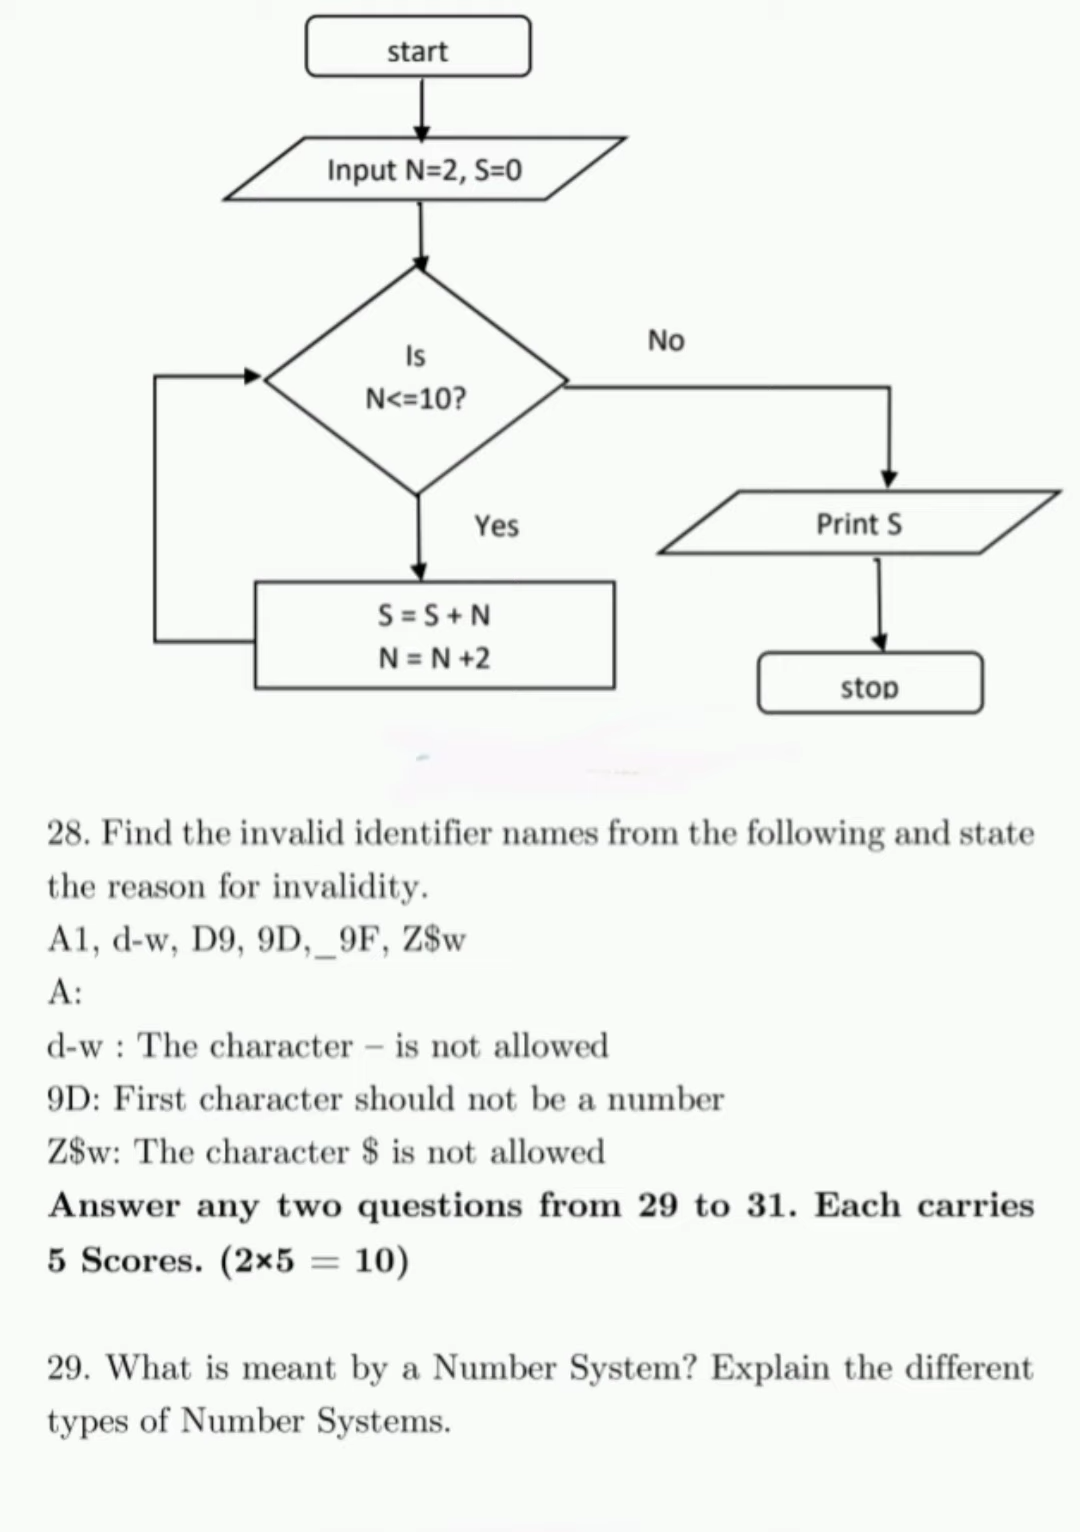 start
Input N=2, S=0
Is
N<=10?
No
Yes
Print S
S = S + N
N = N +2
stop
28. Find the invalid identifier names from the following and state
the reason for invalidity.
A1, d-w, D9, 9D,_9F, Z$w
A:
d-w : The character – is not allowed
9D: First character should not be a number
Z$w: The character $ is not allowed
Answer any two questions from 29 to 31. Each carries
5 Scores. (2×5 = 10)
29. What is meant by a Number System? Explain the different
types of Number Systems.